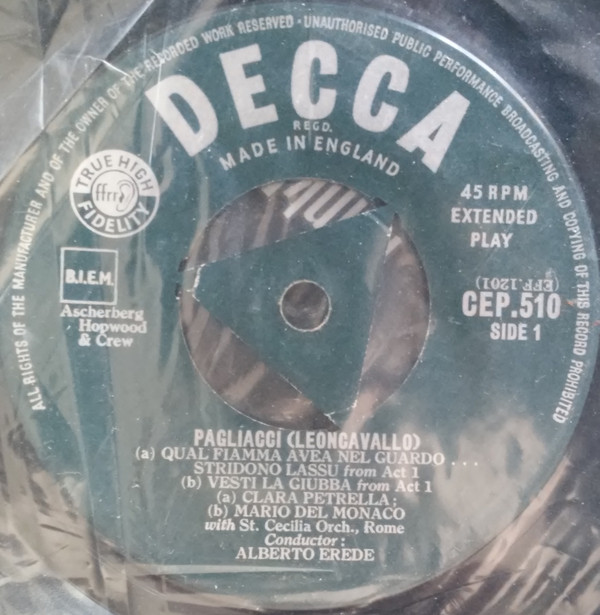 ALL RIGHTS OF THE MANUFACTURER AND OF THE OWNER OF THE RECORDED WORK RESERVED · UNAUTHORISED PUBLIC PERFORMANCE BROADCASTING AND COPYING OF THIS RECORD PROHIBITED
DECCA
REGD.
MADE IN ENGLAND
TRUE HIGH
ffrr
FIDELITY
45 RPM
EXTENDED
PLAY
B.I.E.M.
Ascherberg
Hopwood
& Crew
(EFF.1201)
CEP.510
SIDE 1
PAGLIACCI (LEONCAVALLO)
(a) QUAL FIAMMA AVEA NEL GUARDO . . .
STRIDONO LASSU from Act 1
(b) VESTI LA GIUBBA from Act 1
(a) CLARA PETRELLA;
(b) MARIO DEL MONACO
with St. Cecilia Orch., Rome
Conductor:
ALBERTO EREDE